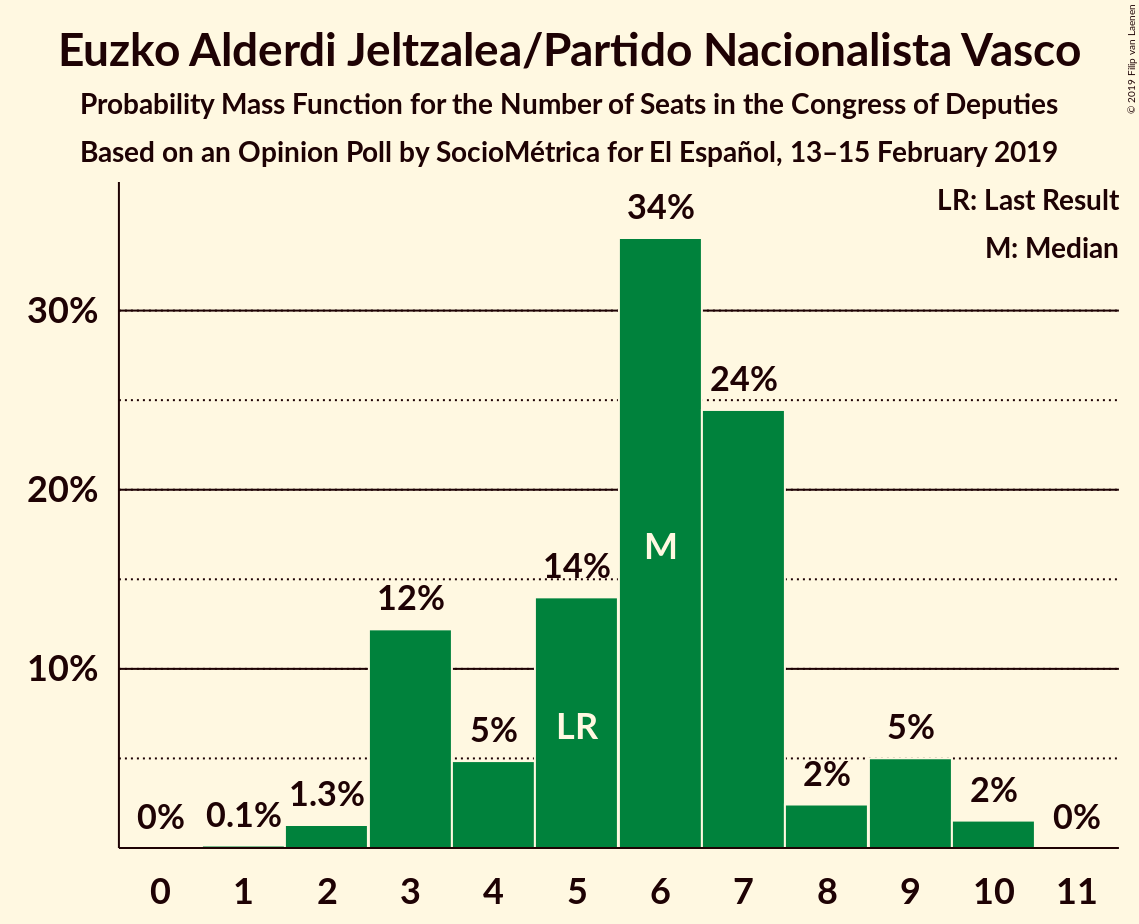 Euzko Alderdi Jeltzalea/Partido Nacionalista Vasco
Probability Mass Function for the Number of Seats in the Congress of Deputies
Based on an Opinion Poll by SocioMétrica for El Español, 13–15 February 2019
© 2019 Filip van Laenen
LR: Last Result
M: Median
30%
20%
10%
0%
0.1%
1.3%
12%
5%
14%
34%
24%
2%
5%
2%
0%
LR
M
0 1 2 3 4 5 6 7 8 9 10 11